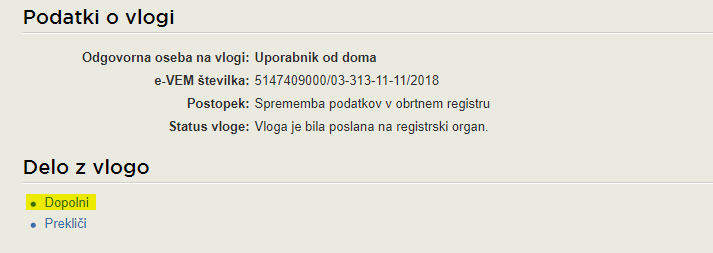 Podatki o vlogi
Odgovorna oseba na vlogi: Uporabnik od doma
e-VEM številka: 5147409000/03-313-11-11/2018
Postopek: Sprememba podatkov v obrtnem registru
Status vloge: Vloga je bila poslana na registrski organ.
Delo z vlogo
• Dopolni
• Prekliči